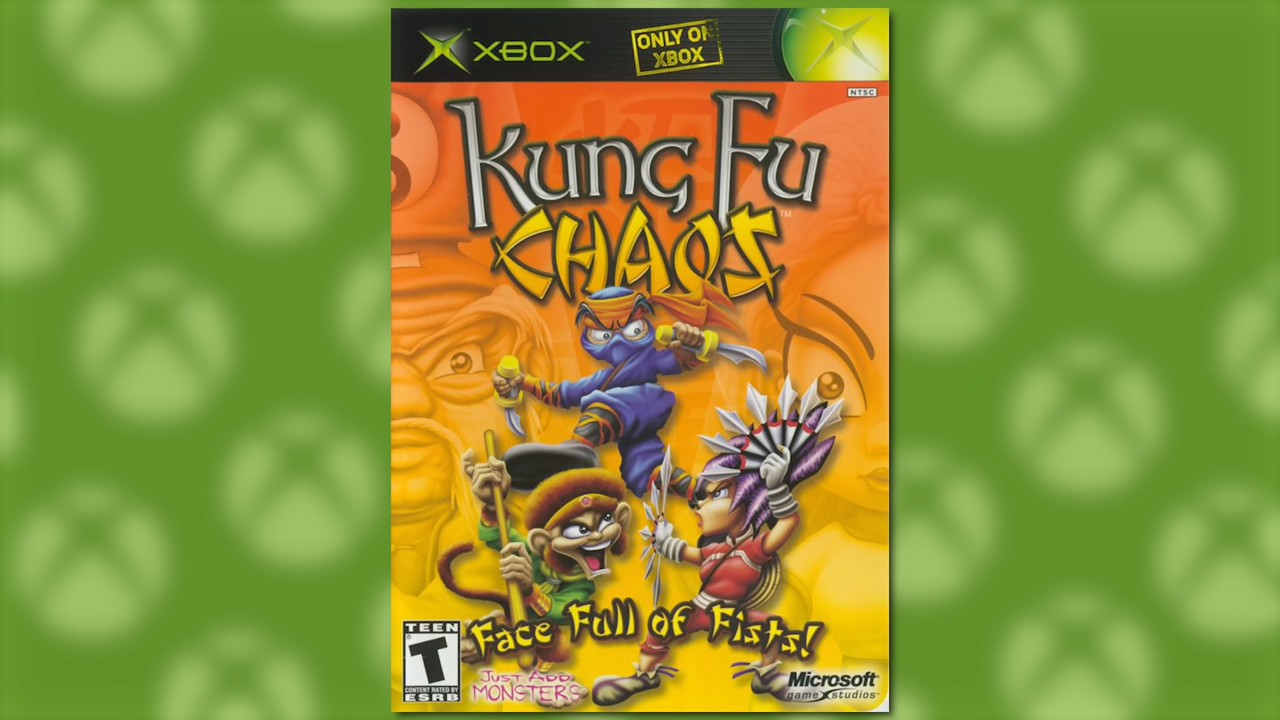 XBOX
ONLY ON
XBOX
NTSC
Kung Fu
CHAOS
TM
Face Full of Fists!
TEEN
T
CONTENT RATED BY
ESRB
JUST ADD
MONSTERS
Microsoft
game studios